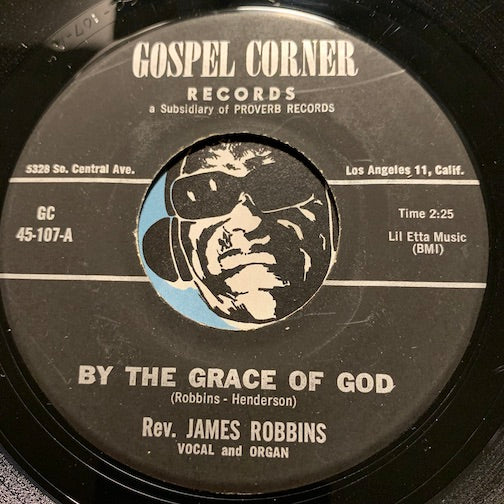 GOSPEL CORNER
RECORDS
a Subsidiary of PROVERB RECORDS
5328 So. Central Ave.
Los Angeles 11, Calif.
GC
45-107-A
Time 2:25
Lil Etta Music
(BMI)
BY THE GRACE OF GOD
(Robbins - Henderson)
Rev. JAMES ROBBINS
VOCAL and ORGAN